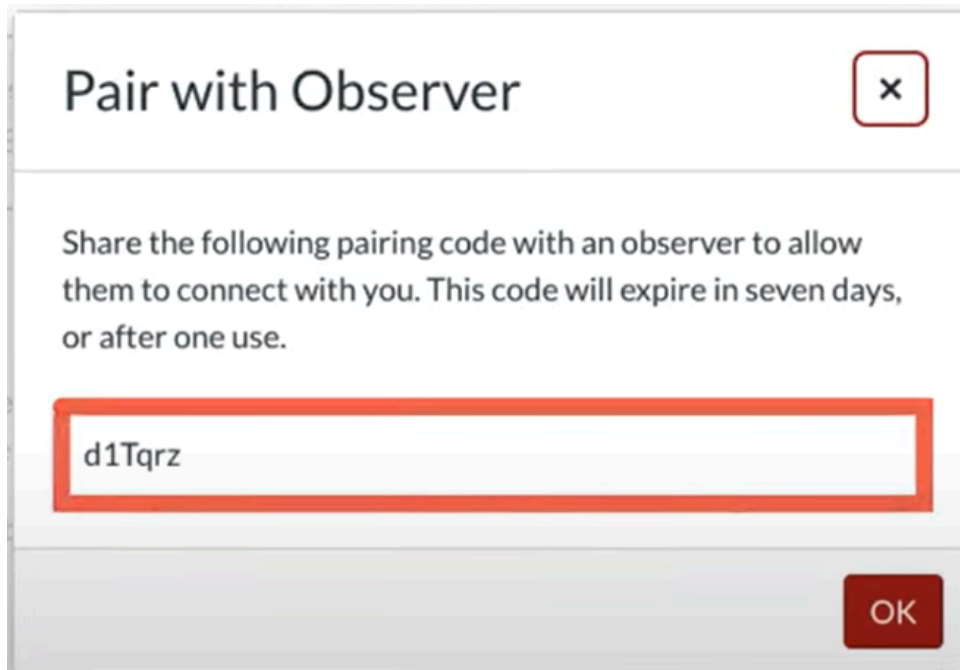 Pair with Observer
×
Share the following pairing code with an observer to allow
them to connect with you. This code will expire in seven days,
or after one use.
d1Tqrz
OK